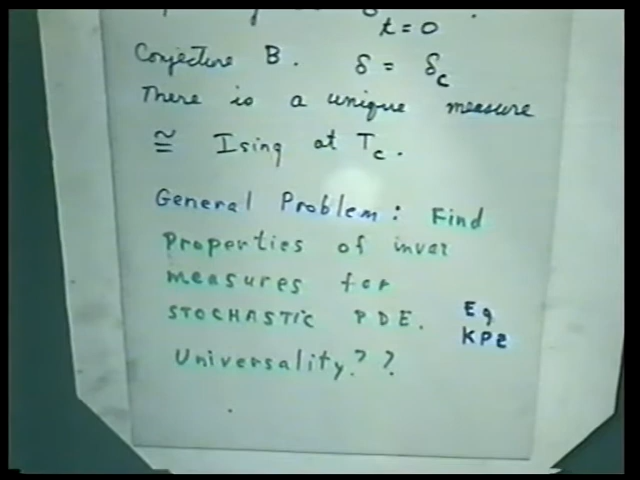 t = 0
Conjecture B. δ = δc
There is a unique measure
≅ Ising at Tc.
General Problem: Find
Properties of invar
measures for
STOCHASTIC PDE. Eg
KPZ
Universality??